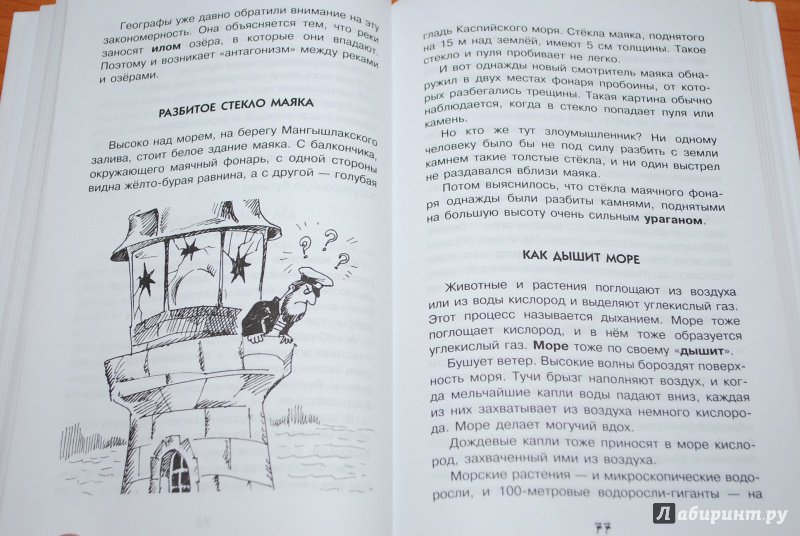 Географы уже давно обратили внимание на эту
закономерность. Она объясняется тем, что реки
заносят илом озёра, в которые они впадают.
Поэтому и возникает «антагонизм» между реками
и озёрами.
РАЗБИТОЕ СТЕКЛО МАЯКА
Высоко над морем, на берегу Мангышлакского
залива, стоит белое здание маяка. С балкончика,
окружающего маячный фонарь, с одной стороны
видна жёлто-бурая равнина, а с другой — голубая
? ? ?
гладь Каспийского моря. Стёкла маяка, поднятого
на 15 м над землёй, имеют 5 см толщины. Такое
стекло и пуля пробивает не легко.
И вот однажды новый смотритель маяка обна-
ружил в двух местах фонаря пробоины, от кото-
рых разбегались трещины. Такая картина обычно
наблюдается, когда в стекло попадает пуля или
камень.
Но кто же тут злоумышленник? Ни одному
человеку было бы не под силу разбить с земли
камнем такие толстые стёкла, и ни один выстрел
не раздавался вблизи маяка.
Потом выяснилось, что стёкла маячного фона-
ря однажды были разбиты камнями, поднятыми
на большую высоту очень сильным ураганом.
КАК ДЫШИТ МОРЕ
Животные и растения поглощают из воздуха
или из воды кислород и выделяют углекислый газ.
Этот процесс называется дыханием. Море тоже
поглощает кислород, и в нём тоже образуется
углекислый газ. Море тоже по своему «дышит».
Бушует ветер. Высокие волны бороздят поверх-
ность моря. Тучи брызг наполняют воздух, и ког-
да мельчайшие капли воды падают вниз, каждая
из них захватывает из воздуха немного кислоро-
да. Море делает могучий вдох.
Дождевые капли тоже приносят в море кисло-
род, захваченный ими из воздуха.
Морские растения — и микроскопические водо-
росли, и 100-метровые водоросли-гиганты — на
77
Лабиринт.ру